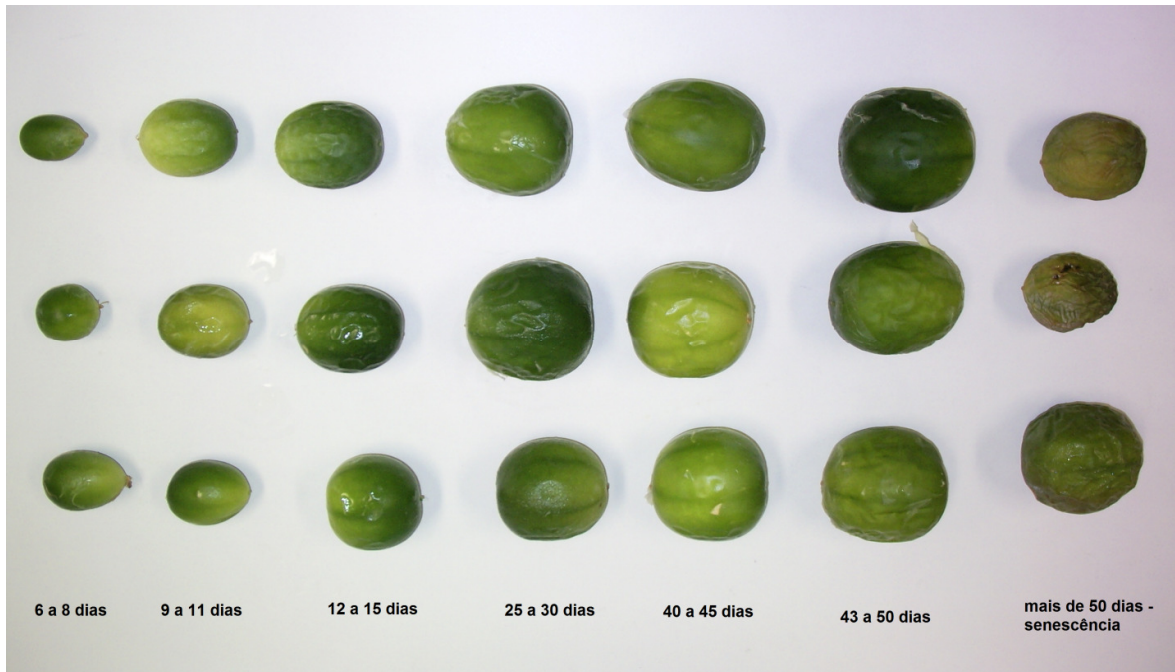 6 a 8 dias
9 a 11 dias
12 a 15 dias
25 a 30 dias
40 a 45 dias
43 a 50 dias
mais de 50 dias -
senescência